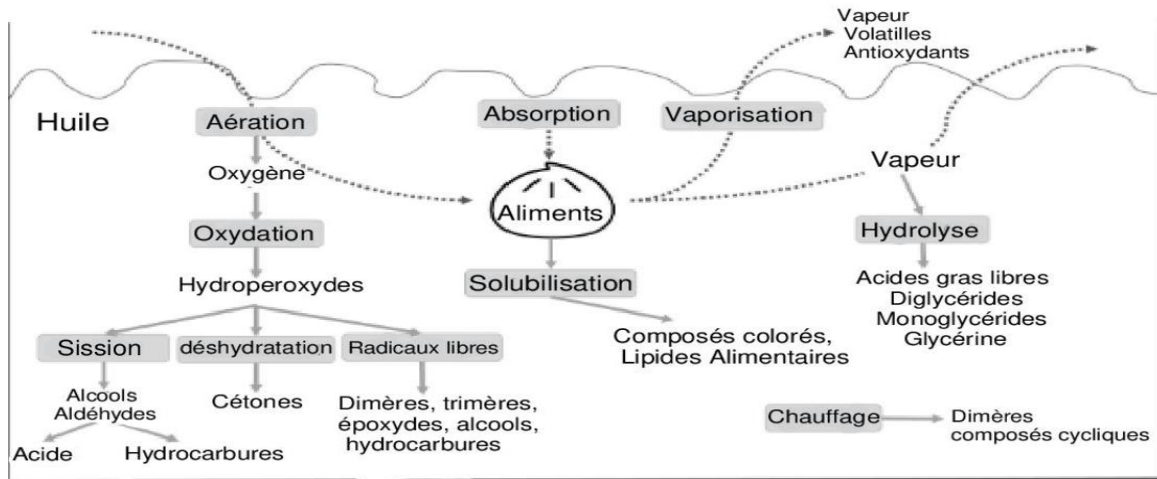 Vapeur
Volatilles
Antioxydants
Huile
Aération
Absorption
Vaporisation
Oxygène
Vapeur
Aliments
Oxydation
Hydrolyse
Hydroperoxydes
Solubilisation
Acides gras libres
Diglycérides
Monoglycérides
Glycérine
Sission
déshydratation
Radicaux libres
Composés colorés,
Lipides Alimentaires
Alcools
Aldéhydes
Cétones
Dimères, trimères,
époxydes, alcools,
hydrocarbures
Acide
Hydrocarbures
Chauffage
Dimères
composés cycliques